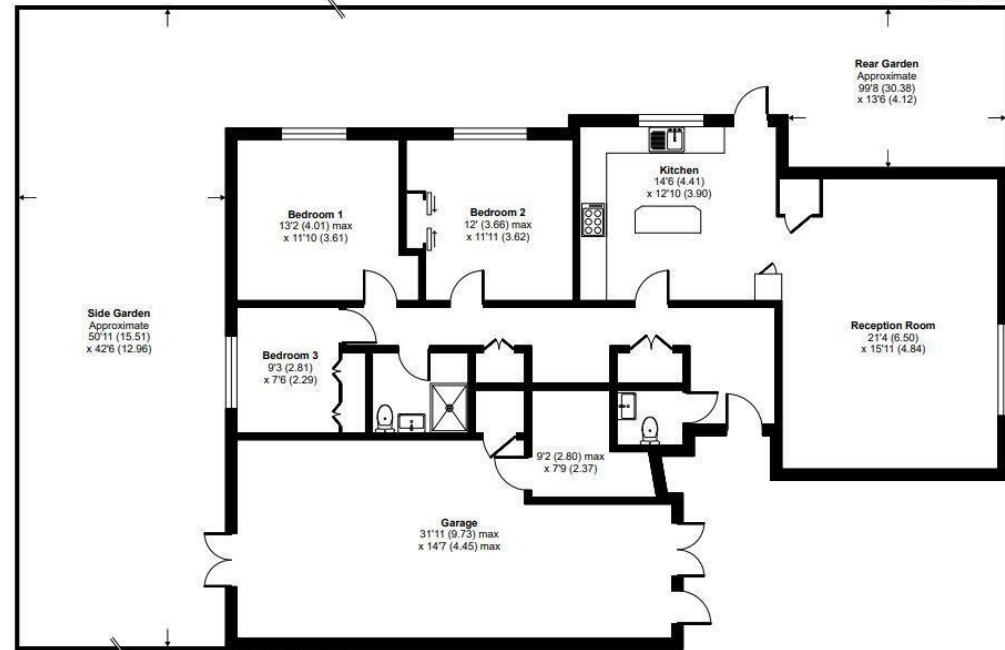 Rear Garden
Approximate
99'8 (30.38)
x 13'6 (4.12)
Kitchen
14'6 (4.41)
x 12'10 (3.90)
Bedroom 1
13'2 (4.01) max
x 11'10 (3.61)
Bedroom 2
12' (3.66) max
x 11'11 (3.62)
Side Garden
Approximate
50'11 (15.51)
x 42'6 (12.96)
Reception Room
21'4 (6.50)
x 15'11 (4.84)
Bedroom 3
9'3 (2.81)
x 7'6 (2.29)
9'2 (2.80) max
x 7'9 (2.37)
Garage
31'11 (9.73) max
x 14'7 (4.45) max